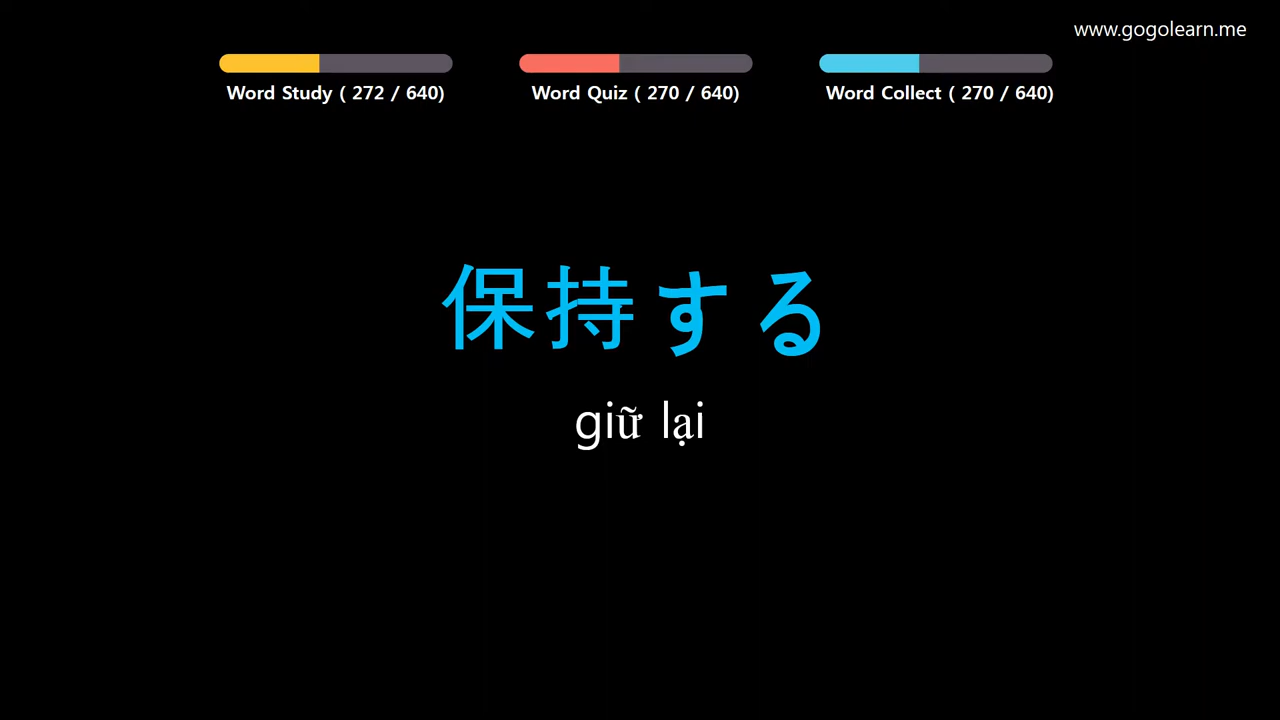 www.gogolearn.me
Word Study ( 272 / 640)
Word Quiz ( 270 / 640)
Word Collect ( 270 / 640)
保持する
giữ lại